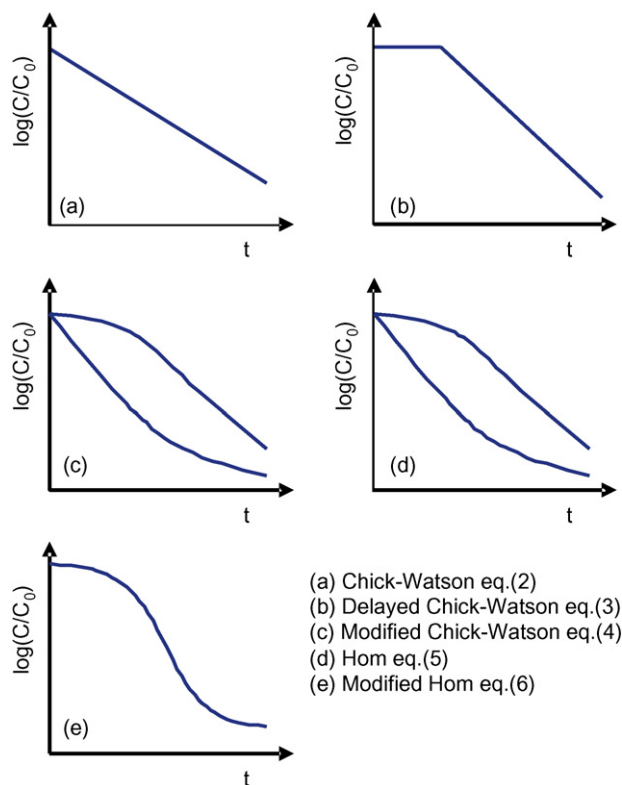 log(C/C0)
(a)
t
log(C/C0)
(b)
t
log(C/C0)
(c)
t
log(C/C0)
(d)
t
log(C/C0)
(e)
t
(a) Chick-Watson eq.(2)
(b) Delayed Chick-Watson eq.(3)
(c) Modified Chick-Watson eq.(4)
(d) Hom eq.(5)
(e) Modified Hom eq.(6)